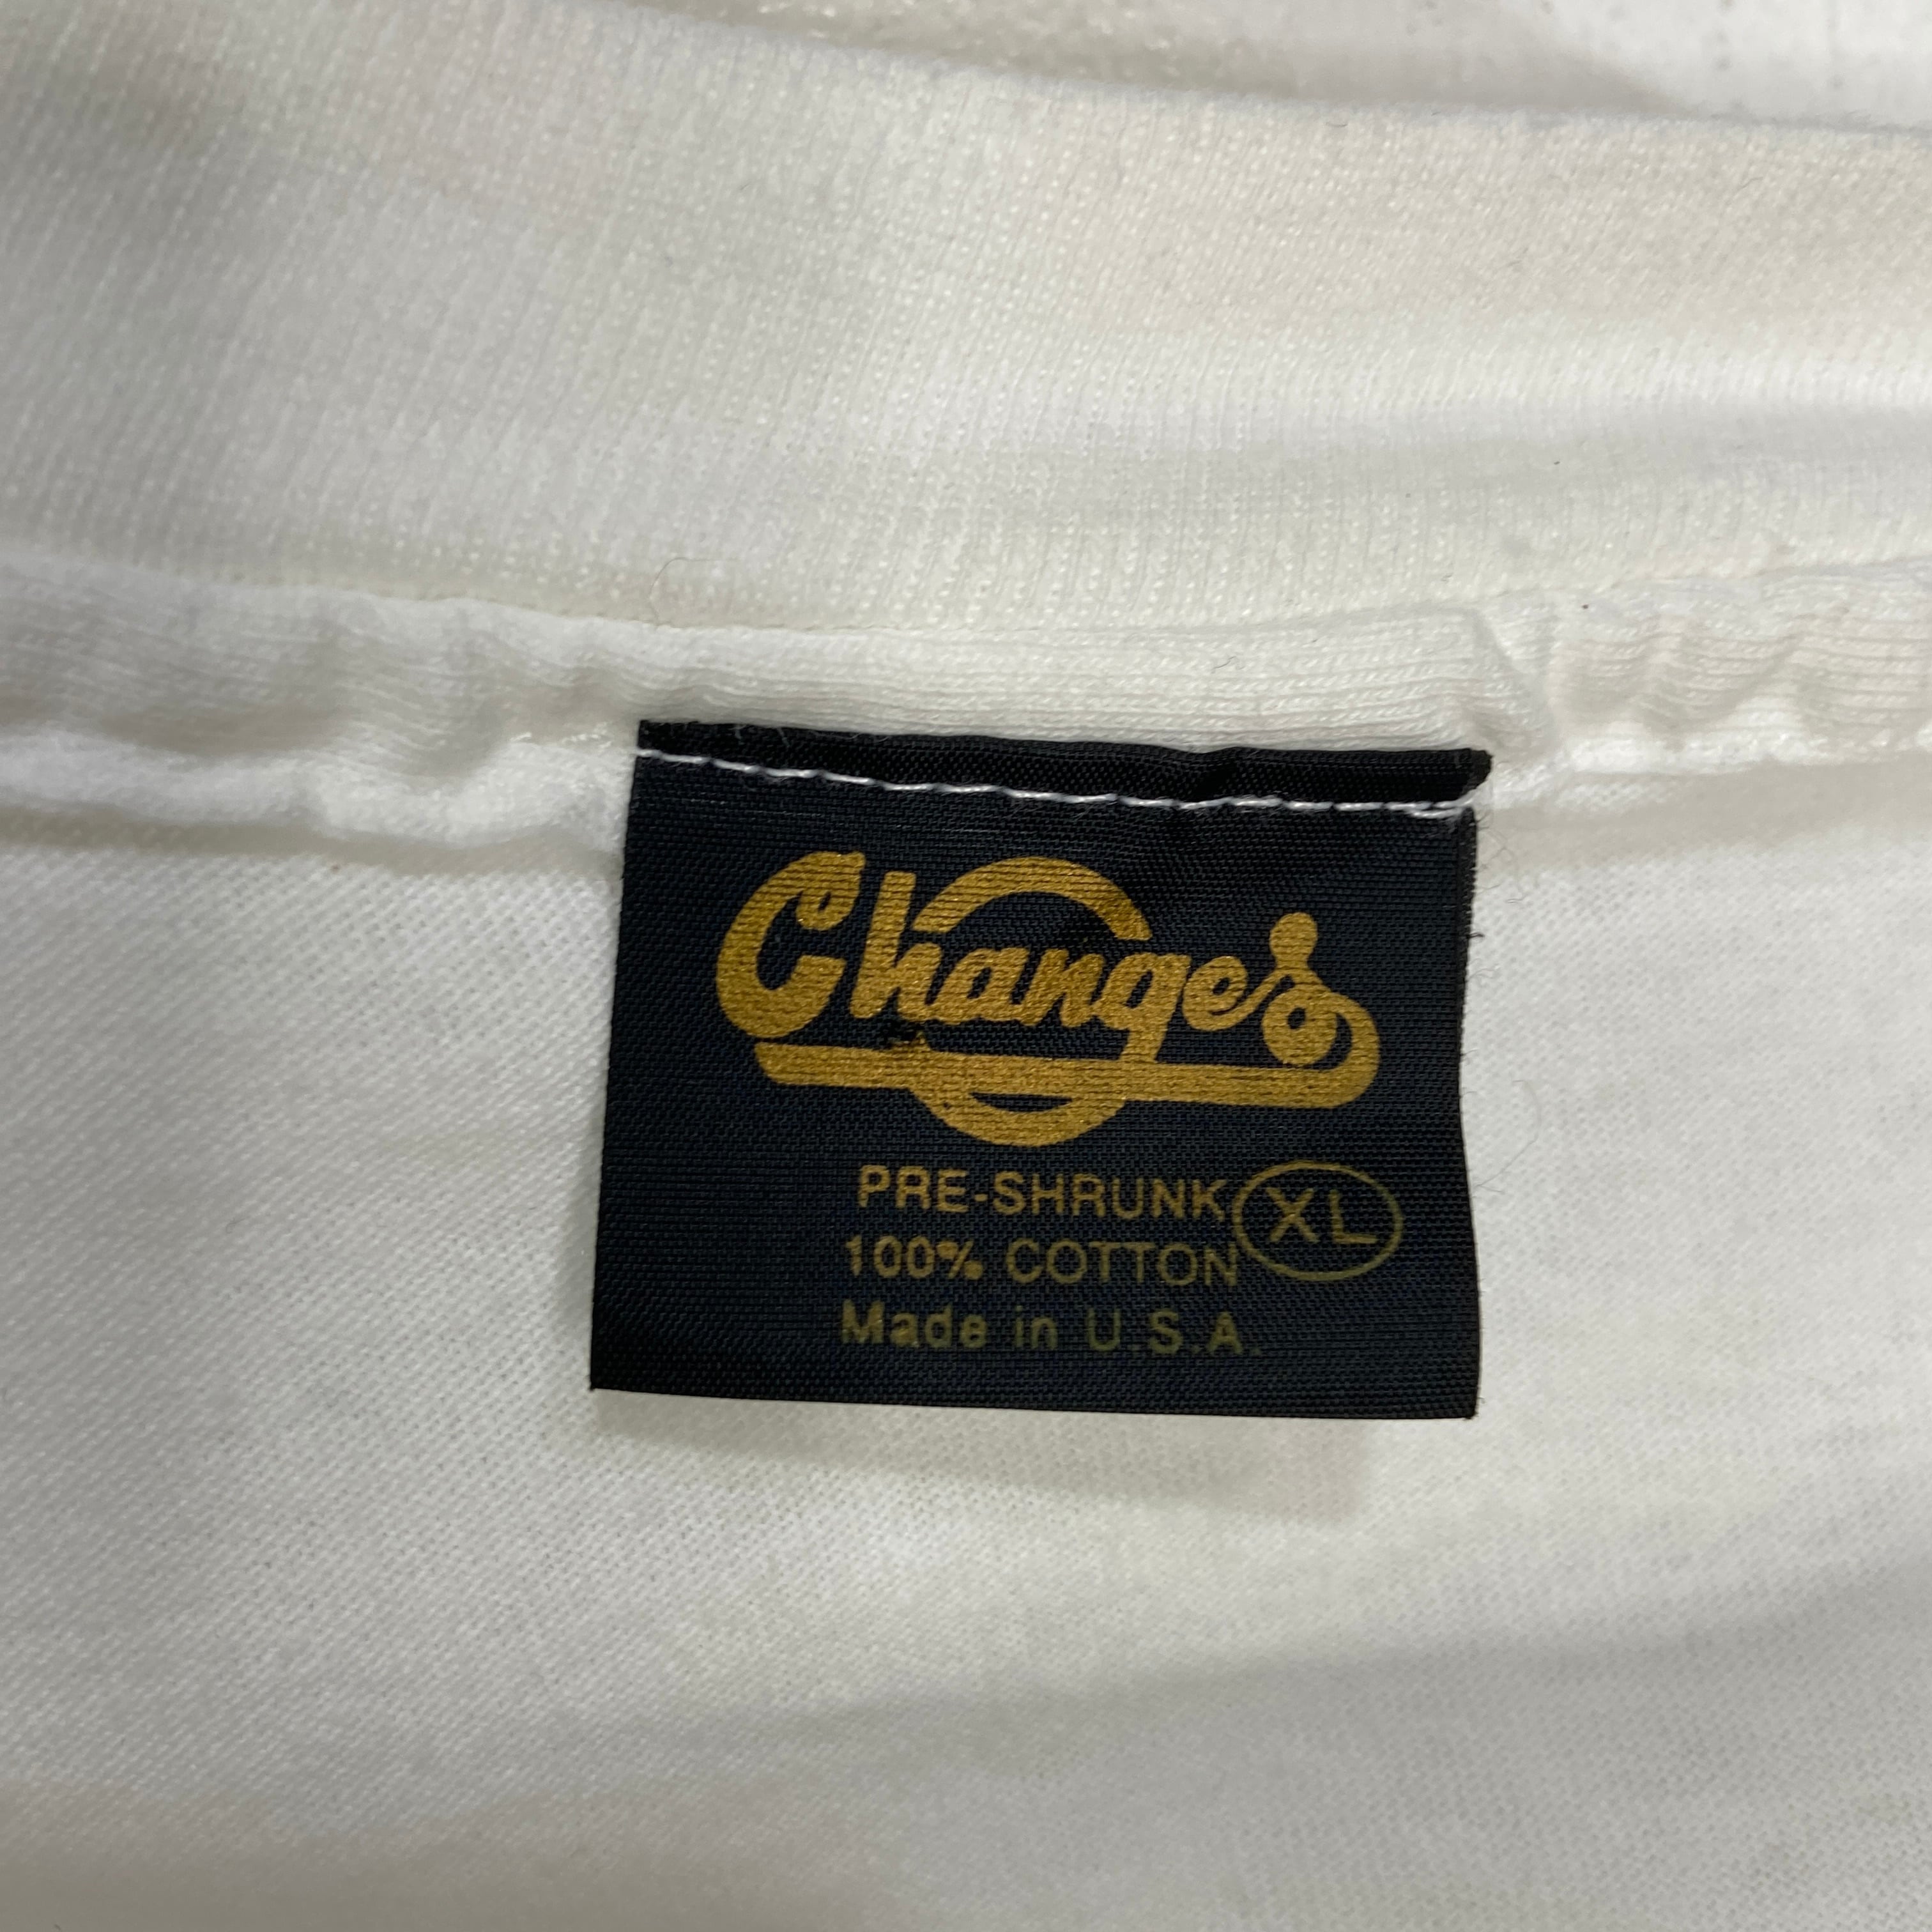 Changes
PRE-SHRUNK
XL
100% COTTON
Made in U.S.A.